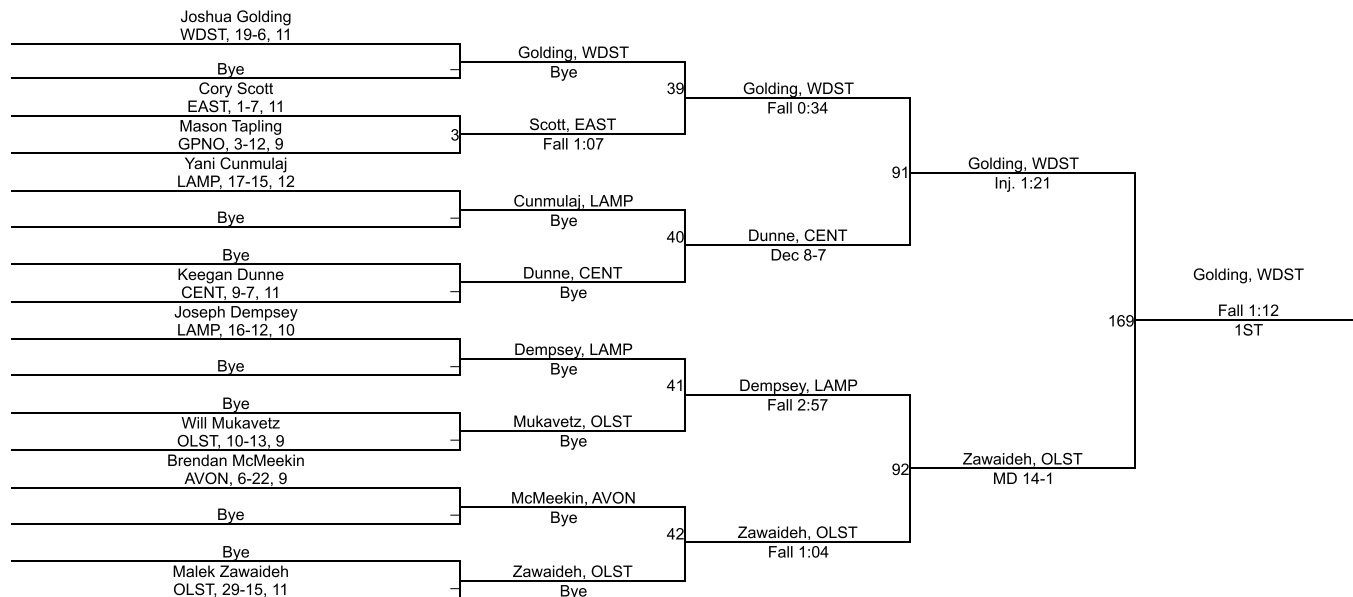 Joshua Golding
WDST, 19-6, 11
Bye
Cory Scott
EAST, 1-7, 11
Mason Tapling
GPNO, 3-12, 9
3
Yani Cunmulaj
LAMP, 17-15, 12
Bye
Bye
Keegan Dunne
CENT, 9-7, 11
Joseph Dempsey
LAMP, 16-12, 10
Bye
Bye
Will Mukavetz
OLST, 10-13, 9
Brendan McMeekin
AVON, 6-22, 9
Bye
Bye
Malek Zawaideh
OLST, 29-15, 11
Golding, WDST
Bye
39
Scott, EAST
Fall 1:07
Cunmulaj, LAMP
Bye
40
Dunne, CENT
Bye
Dempsey, LAMP
Bye
41
Mukavetz, OLST
Bye
McMeekin, AVON
Bye
42
Zawaideh, OLST
Bye
Golding, WDST
Fall 0:34
91
Dunne, CENT
Dec 8-7
Dempsey, LAMP
Fall 2:57
92
Zawaideh, OLST
Fall 1:04
Golding, WDST
Inj. 1:21
169
Zawaideh, OLST
MD 14-1
Golding, WDST
Fall 1:12
1ST